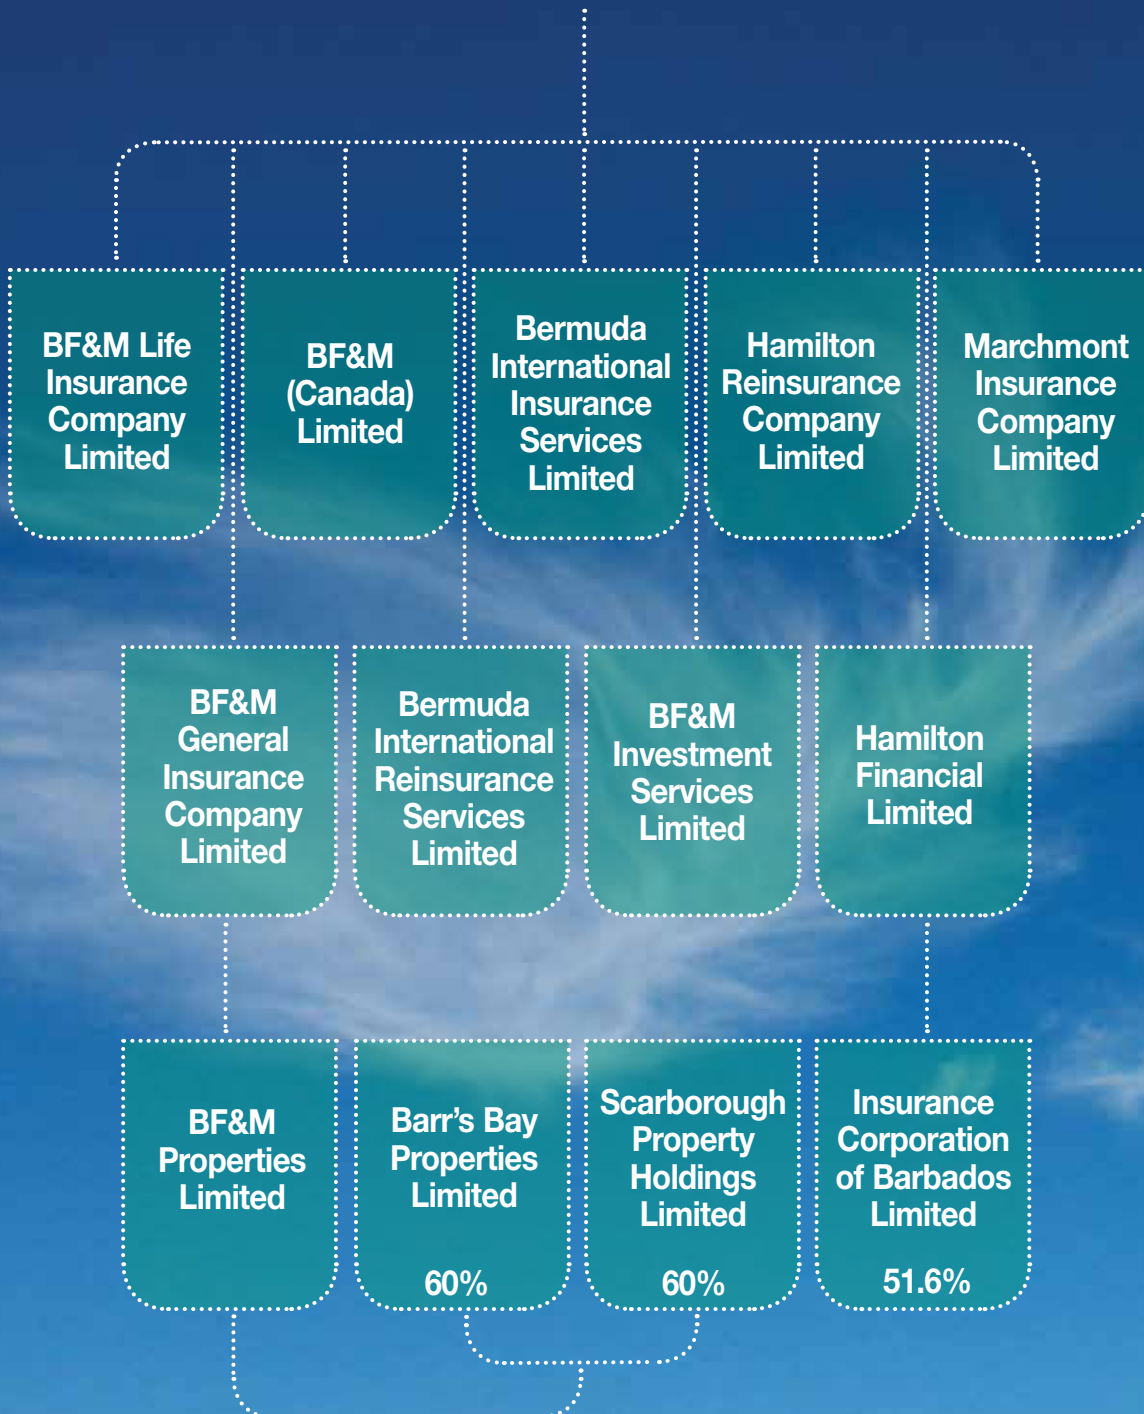 BF&M Life
Insurance
Company
Limited
BF&M
(Canada)
Limited
Bermuda
International
Insurance
Services
Limited
Hamilton
Reinsurance
Company
Limited
Marchmont
Insurance
Company
Limited
BF&M
General
Insurance
Company
Limited
Bermuda
International
Reinsurance
Services
Limited
BF&M
Investment
Services
Limited
Hamilton
Financial
Limited
BF&M
Properties
Limited
Barr's Bay
Properties
Limited
60%
Scarborough
Property
Holdings
Limited
60%
Insurance
Corporation
of Barbados
Limited
51.6%